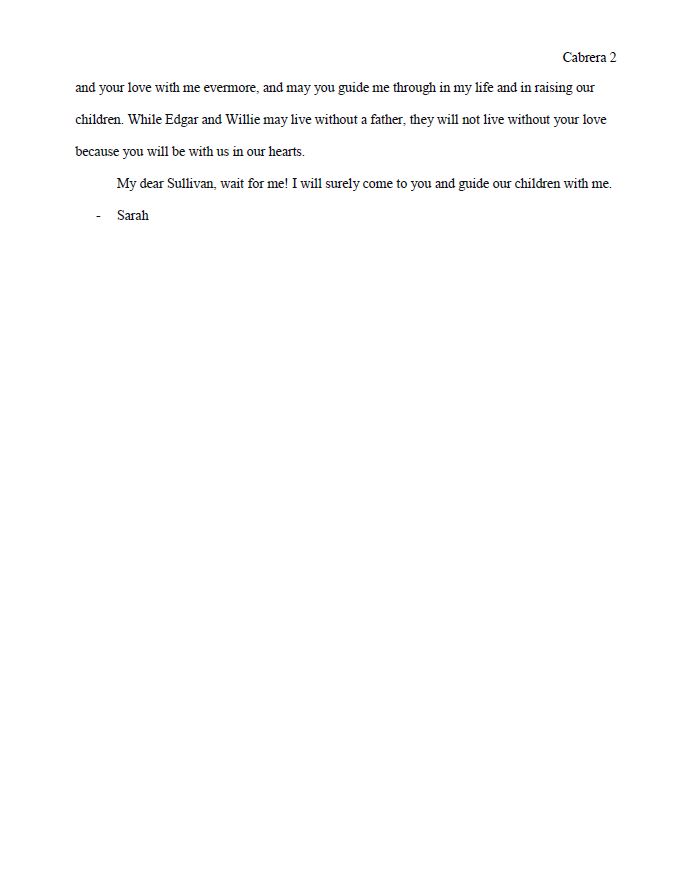 Cabrera 2
and your love with me evermore, and may you guide me through in my life and in raising our
children. While Edgar and Willie may live without a father, they will not live without your love
because you will be with us in our hearts.
My dear Sullivan, wait for me! I will surely come to you and guide our children with me.
- Sarah